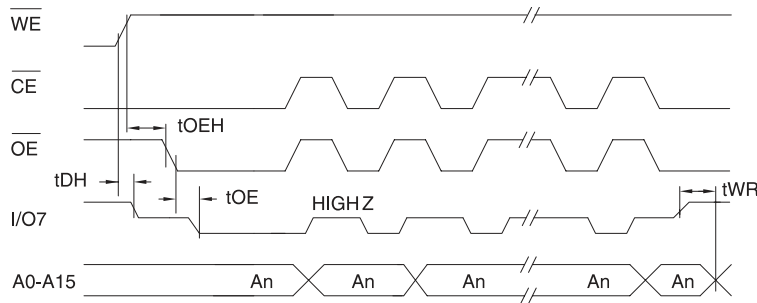 WE
CE
tOEH
OE
tDH
tOE
HIGH Z
tWR
I/O7
A0-A15
An
An
An
An
An